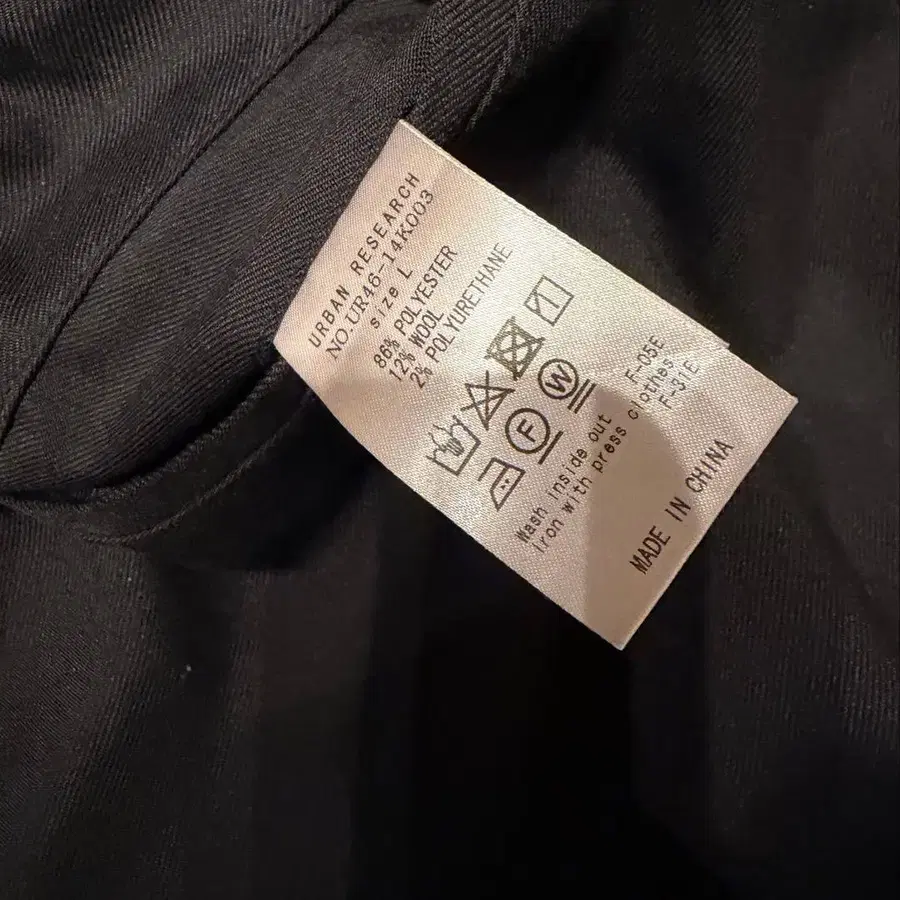 URBAN RESEARCH
NO.UR46-14K003
size L
86% POLYESTER
12% WOOL
2% POLYURETHANE
F
W
Wash inside out F-05E
Iron with press clothes F-31E
MADE IN CHINA